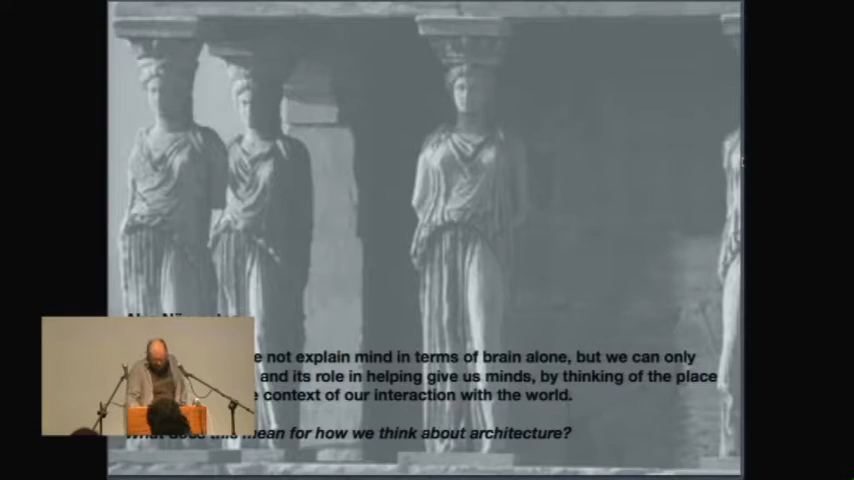 e not explain mind in terms of brain alone, but we can only
and its role in helping give us minds, by thinking of the place
context of our interaction with the world.
mean for how we think about architecture?